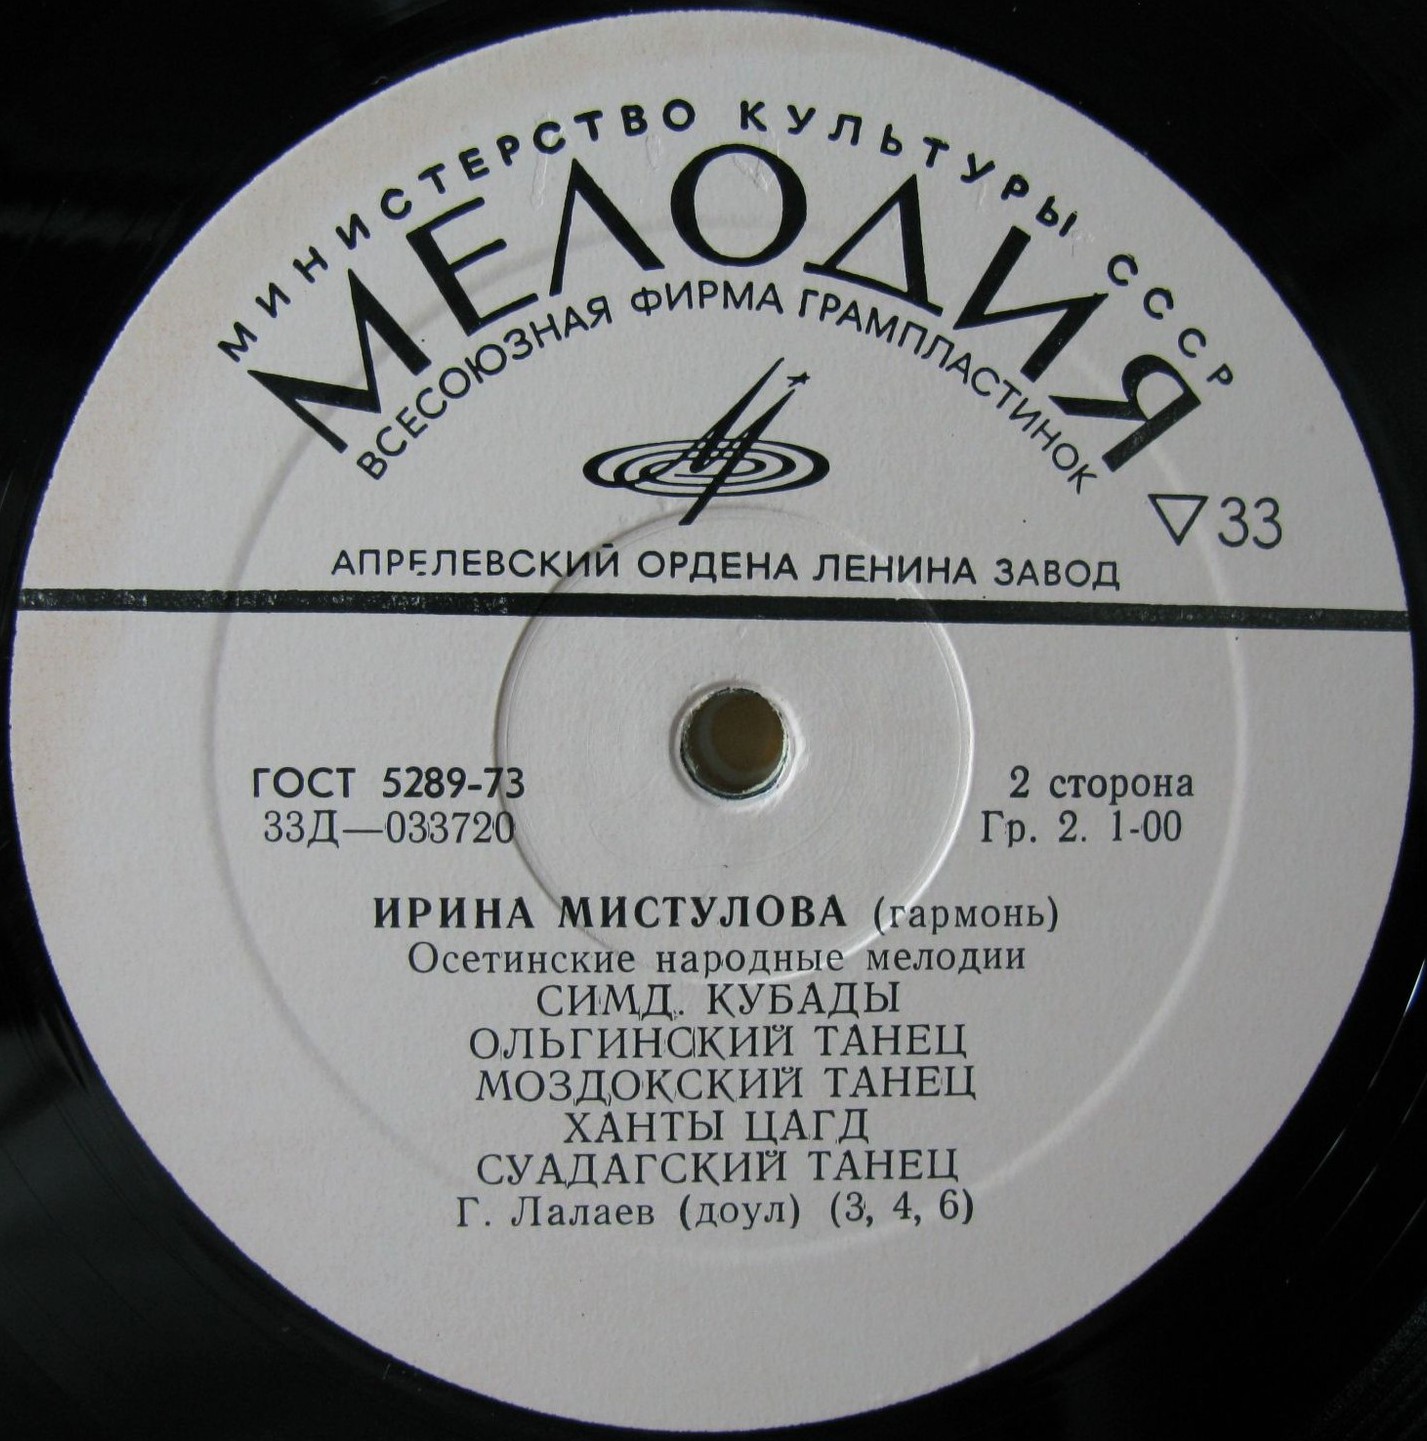 МИНИСТЕРСТВО КУЛЬТУРЫ СССР
МЕЛОДИЯ
ВСЕСОЮЗНАЯ ФИРМА ГРАМПЛАСТИНОК
▽33
АПРЕЛЕВСКИЙ ОРДЕНА ЛЕНИНА ЗАВОД
ГОСТ 5289-73
2 сторона
33Д—033720
Гр. 2. 1-00
ИРИНА МИСТУЛОВА (гармонь)
Осетинские народные мелодии
СИМД. КУБАДЫ
ОЛЬГИНСКИЙ ТАНЕЦ
МОЗДОКСКИЙ ТАНЕЦ
ХАНТЫ ЦАГД
СУАДАГСКИЙ ТАНЕЦ
Г. Лалаев (доул) (3, 4, 6)